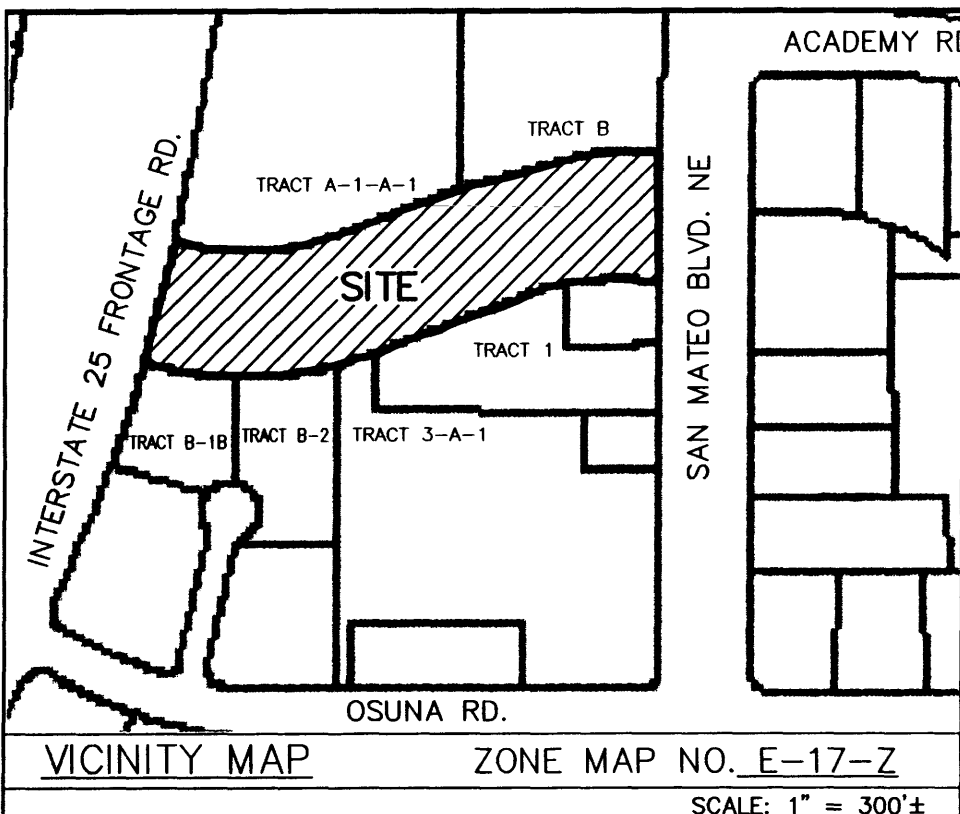 ACADEMY RD
TRACT B
TRACT A-1-A-1
INTERSTATE 25 FRONTAGE RD.
SITE
SAN MATEO BLVD. NE
TRACT 1
TRACT B-1B
TRACT B-2
TRACT 3-A-1
OSUNA RD.
VICINITY MAP
ZONE MAP NO. E-17-Z
SCALE: 1" = 300'±